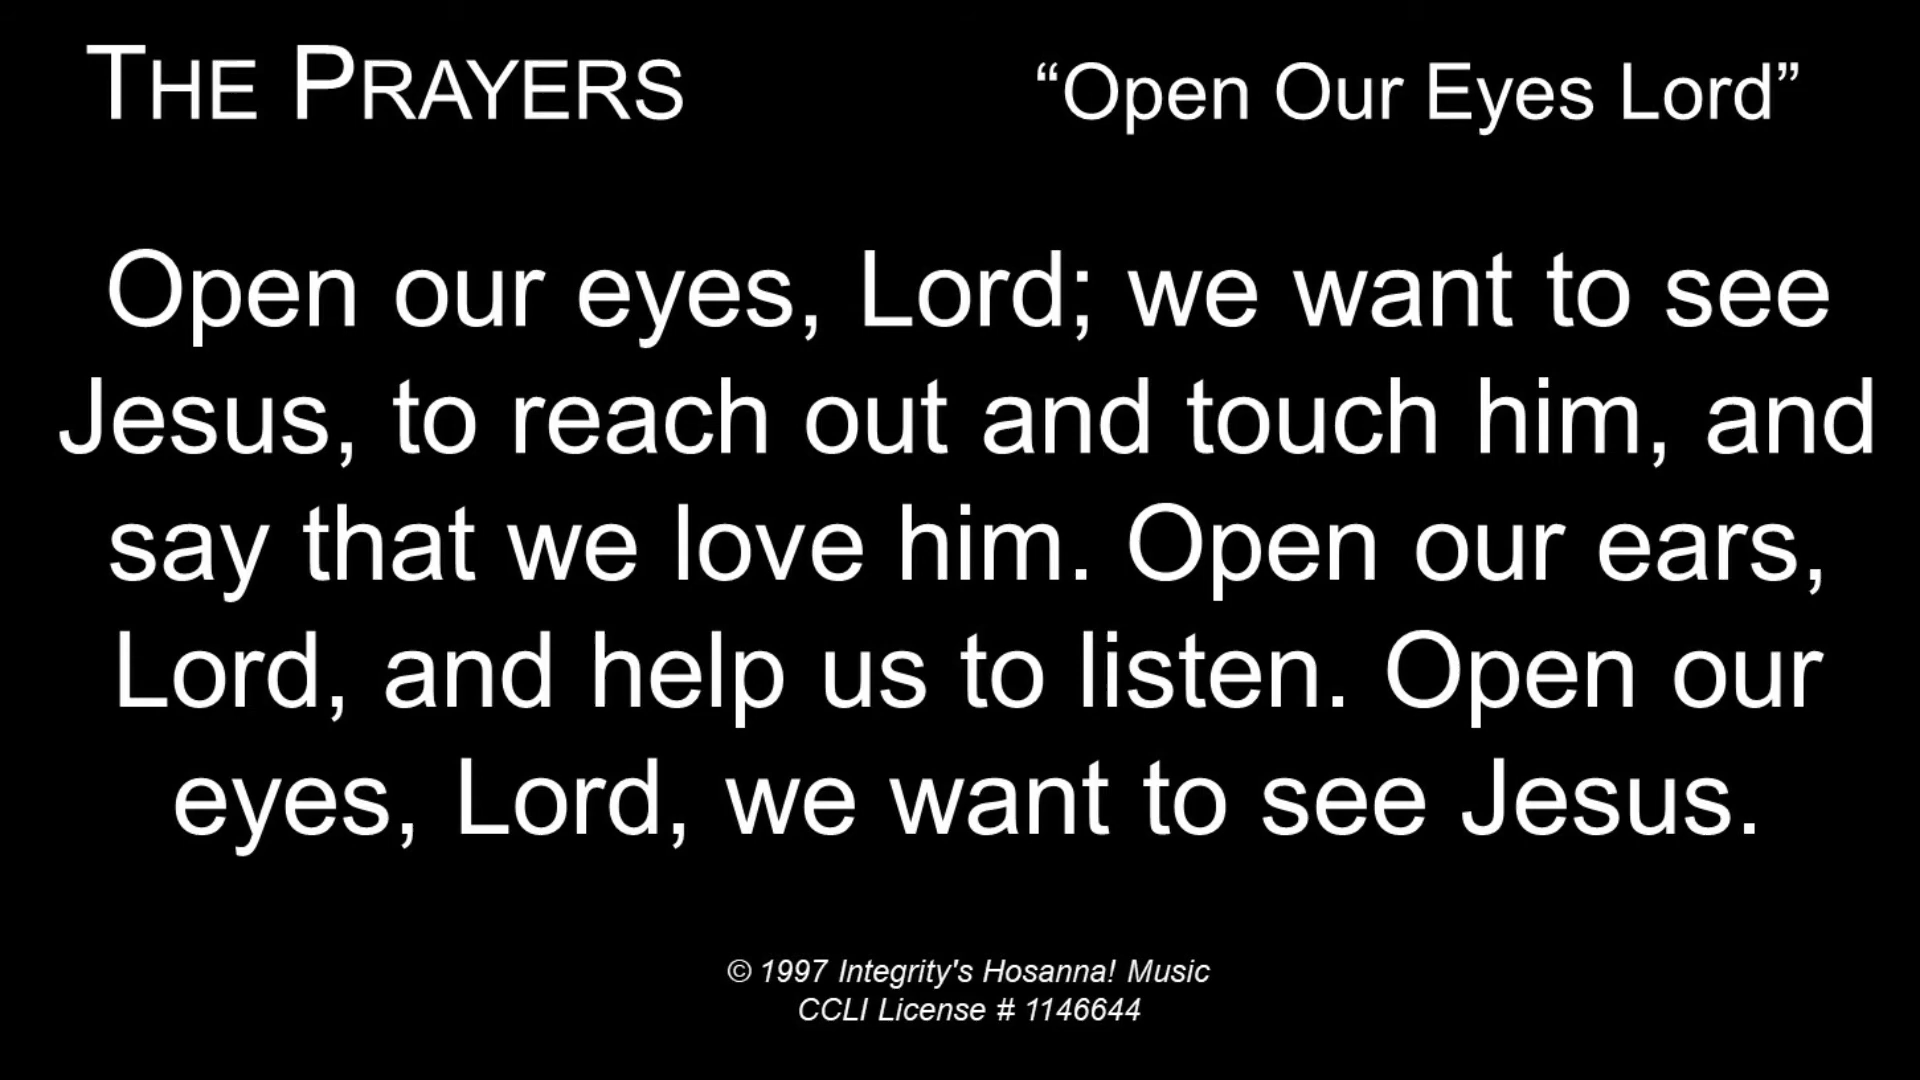 THE PRAYERS “Open Our Eyes Lord”
Open our eyes, Lord; we want to see
Jesus, to reach out and touch him, and
say that we love him. Open our ears,
Lord, and help us to listen. Open our
eyes, Lord, we want to see Jesus.
© 1997 Integrity's Hosanna! Music
CCLI License # 1146644